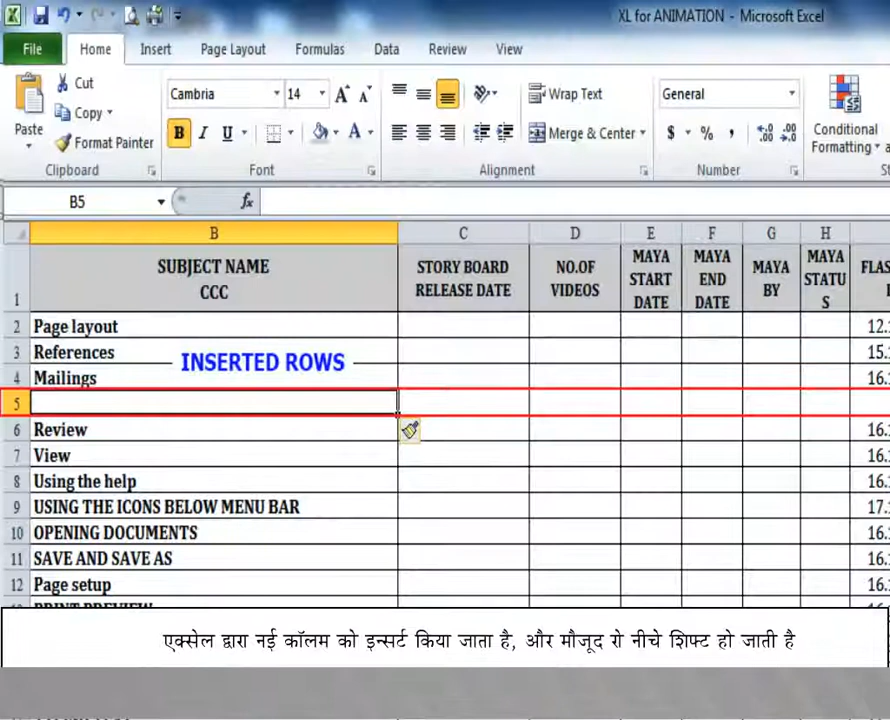 XL for ANIMATION - Microsoft Excel
File Home Insert Page Layout Formulas Data Review View
Cut
Copy
Format Painter
Paste
Clipboard
Cambria 14
B I U
Font
Wrap Text
Merge & Center
Alignment
General
$ % ,
Number
Conditional
Formatting
B5 fx
B C D E F G H
1 SUBJECT NAME CCC STORY BOARD RELEASE DATE NO.OF VIDEOS MAYA START DATE MAYA END DATE MAYA BY MAYA STATU S
2 Page layout
3 References
INSERTED ROWS
4 Mailings
5
6 Review
7 View
8 Using the help
9 USING THE ICONS BELOW MENU BAR
10 OPENING DOCUMENTS
11 SAVE AND SAVE AS
12 Page setup
एक्सेल द्वारा नई कॉलम को इन्सर्ट किया जाता है, और मौजूद रो नीचे शिफ्ट हो जाती है